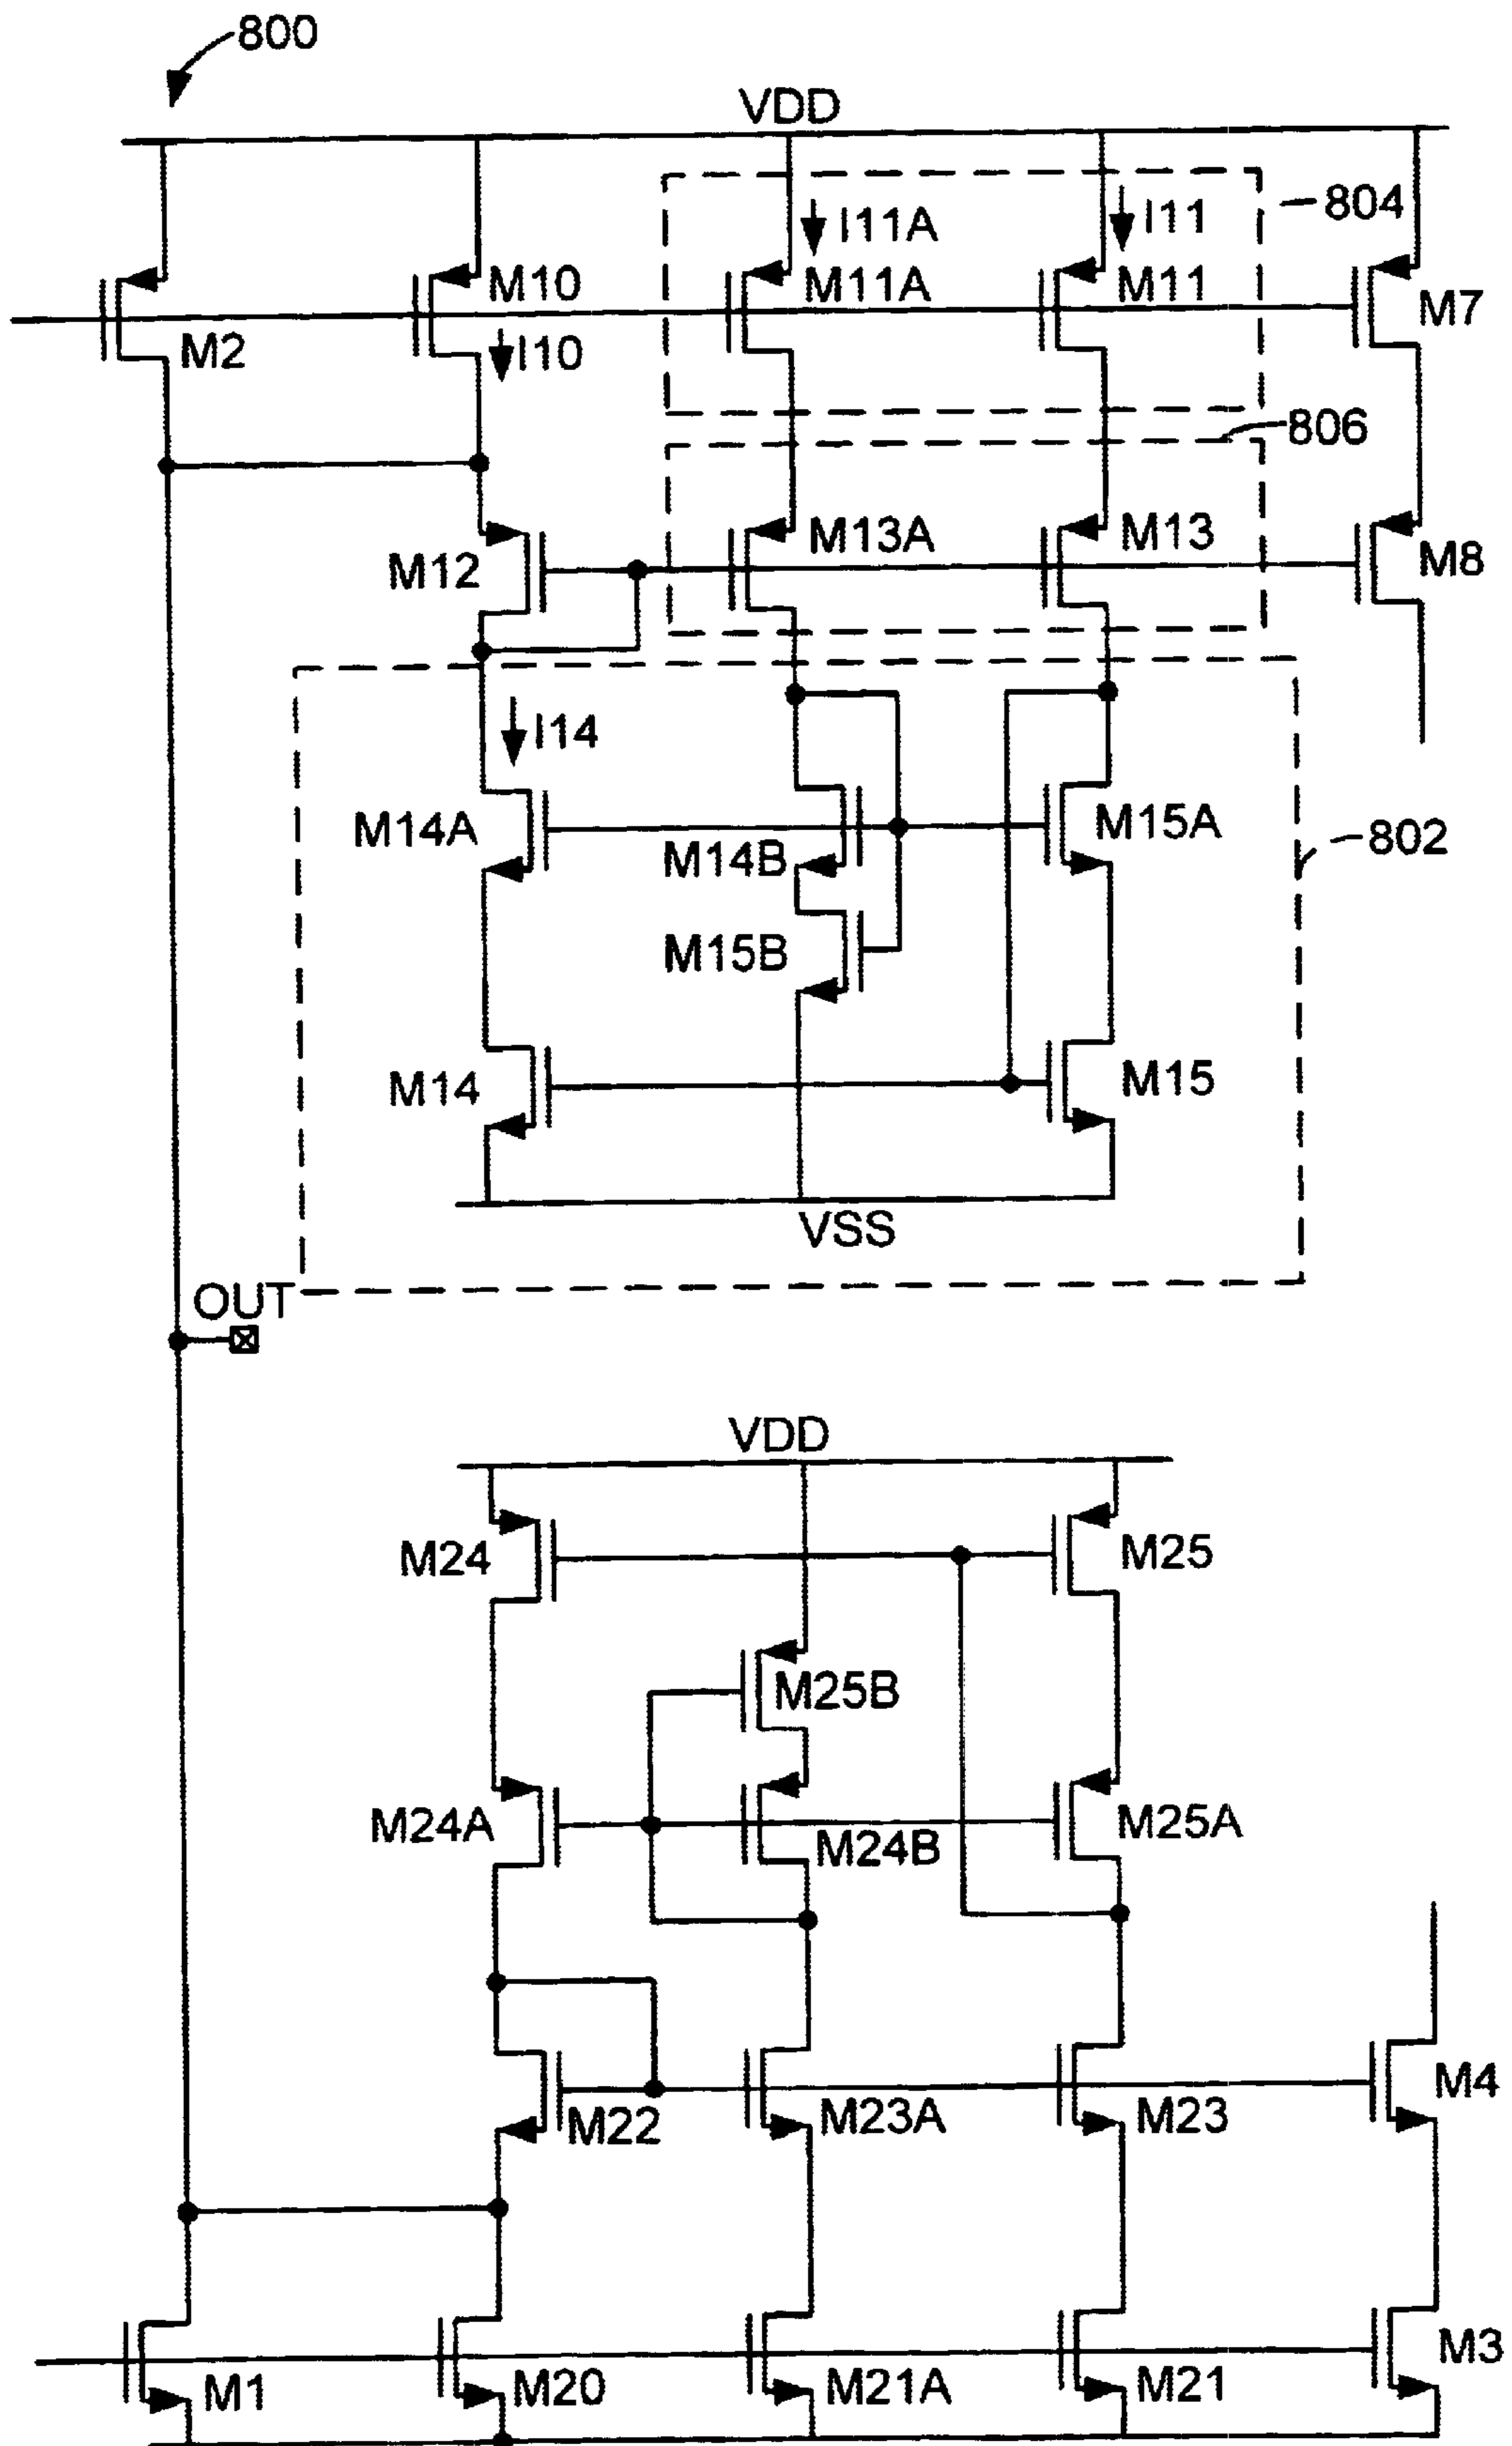 800
VDD
804
I11A
I11
M10
M11A
M11
M7
M2
I10
806
M12
M13A
M13
M8
I14
M14A
M14B
M15A
802
M15B
M14
M15
VSS
OUT
VDD
M24
M25
M25B
M24A
M24B
M25A
M22
M23A
M23
M4
M1
M20
M21A
M21
M3